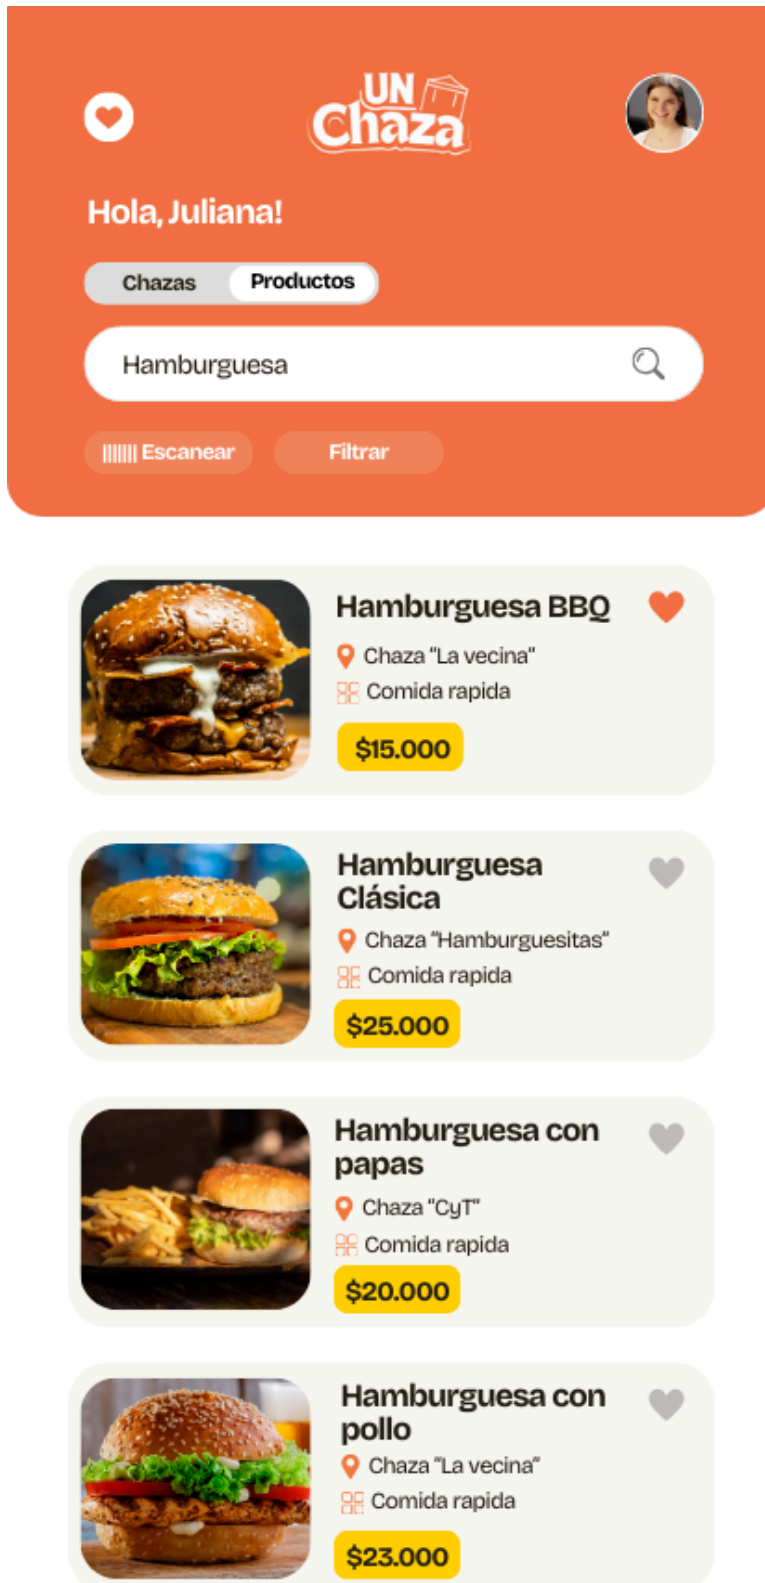 UN
Chaza
Hola, Juliana!
Chazas Productos
Hamburguesa
Escanear Filtrar
Hamburguesa BBQ
Chaza "La vecina"
Comida rapida
$15.000
Hamburguesa
Clásica
Chaza "Hamburguesitas"
Comida rapida
$25.000
Hamburguesa con
papas
Chaza "CyT"
Comida rapida
$20.000
Hamburguesa con
pollo
Chaza "La vecina"
Comida rapida
$23.000